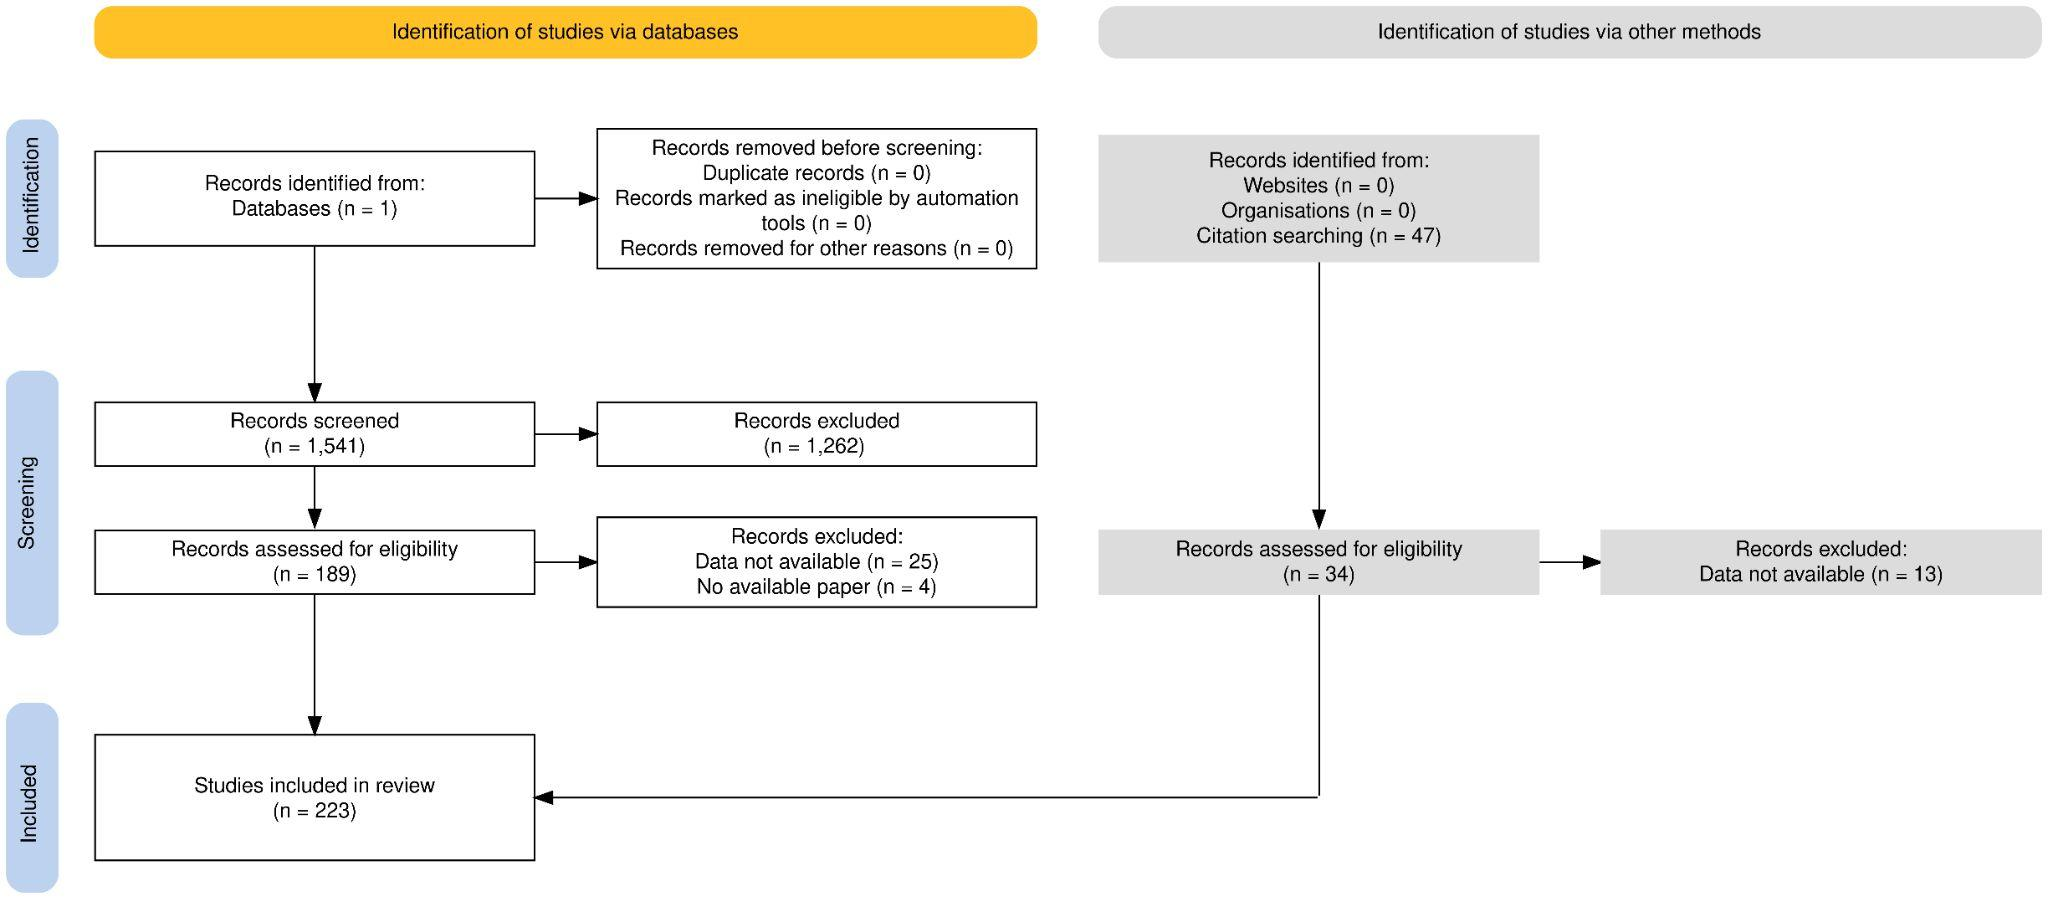 Identification of studies via databases
Identification of studies via other methods
Identification
Records identified from:
Databases (n = 1)
Records removed before screening:
Duplicate records (n = 0)
Records marked as ineligible by automation
tools (n = 0)
Records removed for other reasons (n = 0)
Records identified from:
Websites (n = 0)
Organisations (n = 0)
Citation searching (n = 47)
Screening
Records screened
(n = 1,541)
Records excluded
(n = 1,262)
Records assessed for eligibility
(n = 189)
Records excluded:
Data not available (n = 25)
No available paper (n = 4)
Records assessed for eligibility
(n = 34)
Records excluded:
Data not available (n = 13)
Included
Studies included in review
(n = 223)